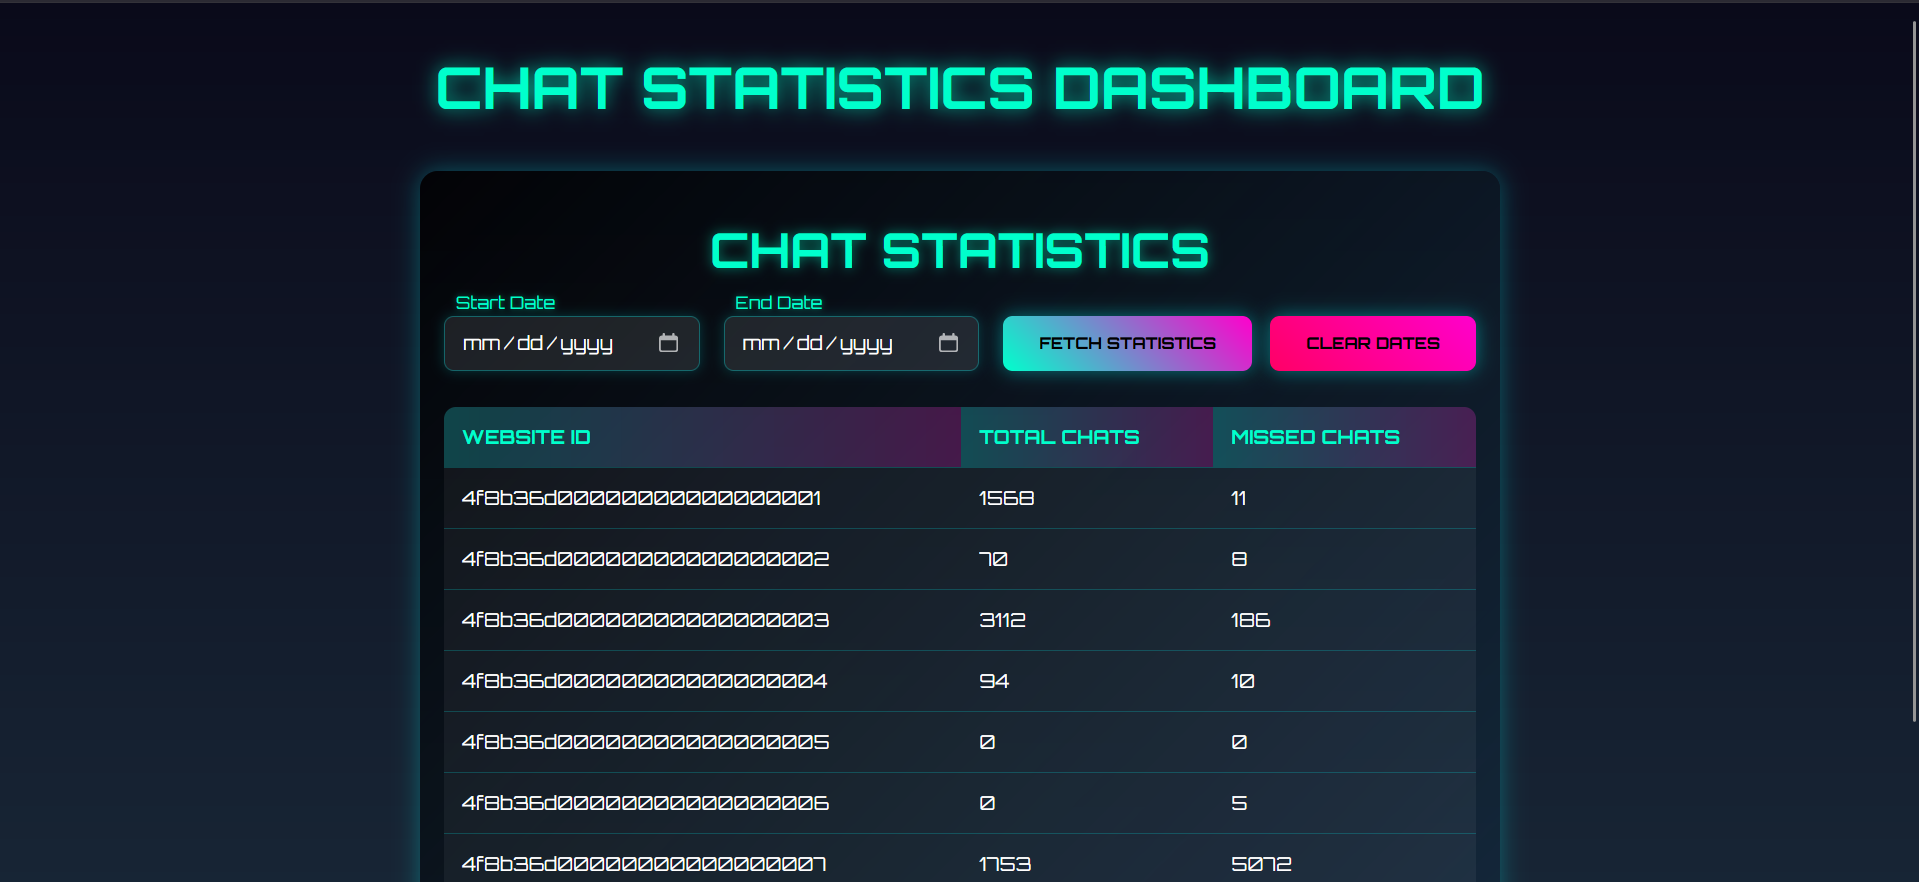 CHAT STATISTICS DASHBOARD
CHAT STATISTICS
Start Date End Date
mm/dd/yyyy mm/dd/yyyy FETCH STATISTICS CLEAR DATES
WEBSITE ID TOTAL CHATS MISSED CHATS
4f8b36d00000000000000001 1568 11
4f8b36d00000000000000002 70 8
4f8b36d00000000000000003 3112 186
4f8b36d00000000000000004 94 10
4f8b36d00000000000000005 0 0
4f8b36d00000000000000006 0 5
4f8b36d00000000000000007 1753 5072